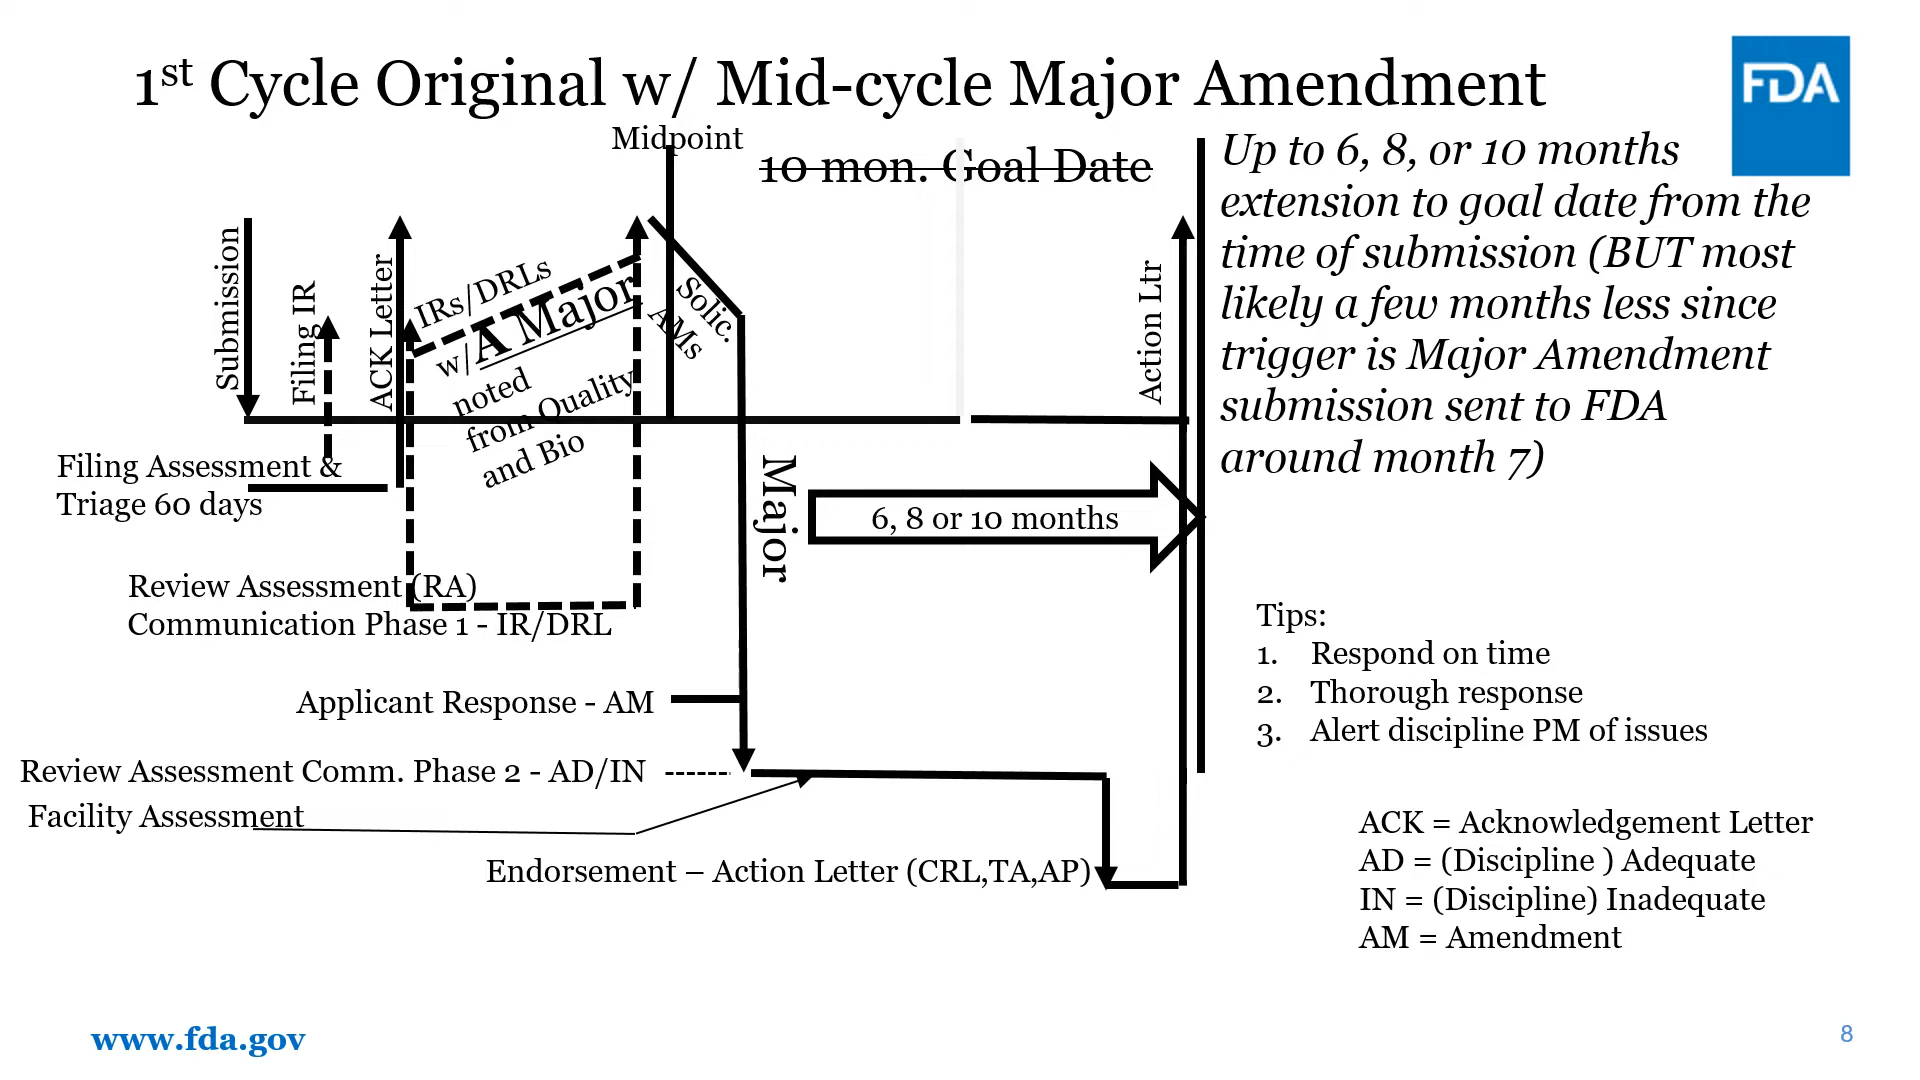 1st Cycle Original w/ Mid-cycle Major Amendment
FDA
Midpoint
10 mon. Goal Date
Up to 6, 8, or 10 months
extension to goal date from the
time of submission (BUT most
likely a few months less since
trigger is Major Amendment
submission sent to FDA
around month 7)
Submission
Filing IR
ACK Letter
IRs/DRLs
w/A Major
noted
from Quality
and Bio
Solic.
AMs
Action Ltr
Filing Assessment &
Triage 60 days
Major
6, 8 or 10 months
Review Assessment (RA)
Communication Phase 1 - IR/DRL
Applicant Response - AM
Review Assessment Comm. Phase 2 - AD/IN
Facility Assessment
Endorsement – Action Letter (CRL,TA,AP)
Tips:
1. Respond on time
2. Thorough response
3. Alert discipline PM of issues
ACK = Acknowledgement Letter
AD = (Discipline ) Adequate
IN = (Discipline) Inadequate
AM = Amendment
www.fda.gov
8